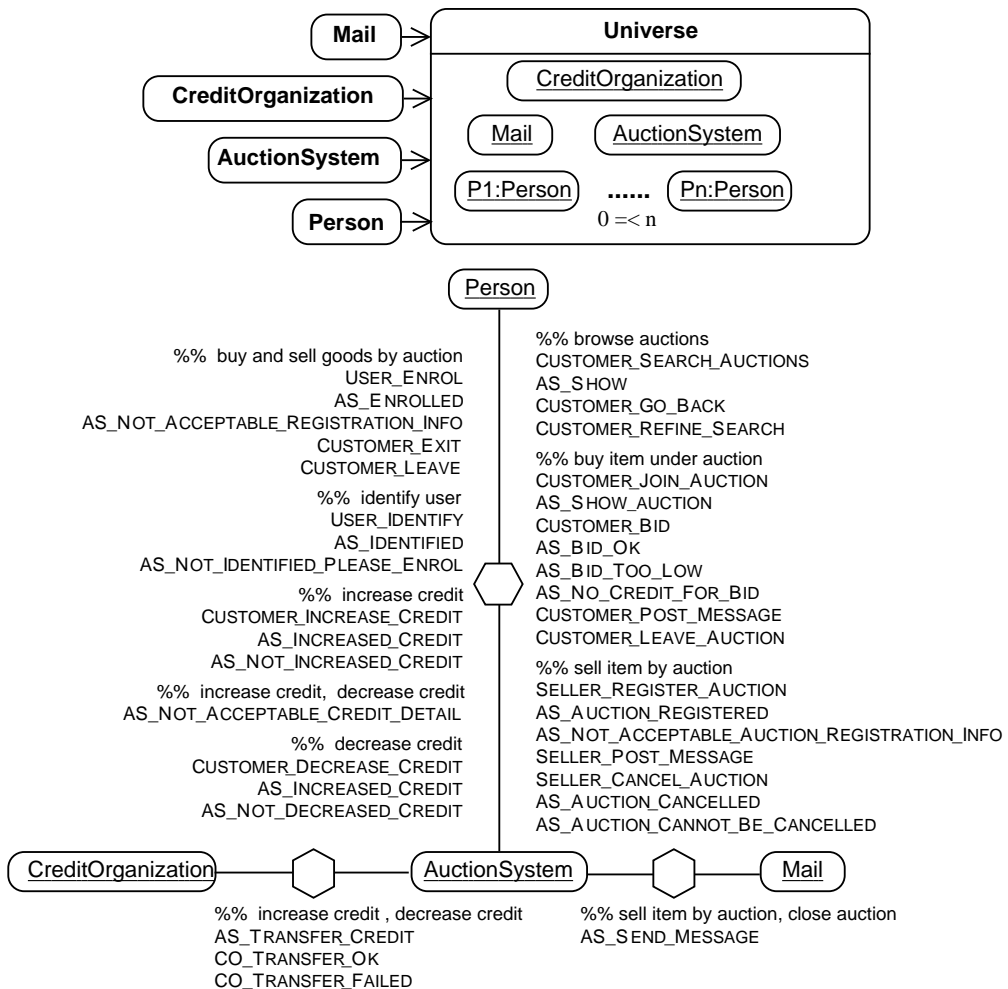 Mail
Universe
CreditOrganization
CreditOrganization
Mail
AuctionSystem
AuctionSystem
P1:Person
......
Pn:Person
Person
0 =< n
Person
%% buy and sell goods by auction
USER_ENROL
AS_ENROLLED
AS_NOT_ACCEPTABLE_REGISTRATION_INFO
CUSTOMER_EXIT
CUSTOMER_LEAVE
%% identify user
USER_IDENTIFY
AS_IDENTIFIED
AS_NOT_IDENTIFIED_PLEASE_ENROL
%% increase credit
CUSTOMER_INCREASE_CREDIT
AS_INCREASED_CREDIT
AS_NOT_INCREASED_CREDIT
%% increase credit, decrease credit
AS_NOT_ACCEPTABLE_CREDIT_DETAIL
%% decrease credit
CUSTOMER_DECREASE_CREDIT
AS_INCREASED_CREDIT
AS_NOT_DECREASED_CREDIT
%% browse auctions
CUSTOMER_SEARCH_AUCTIONS
AS_SHOW
CUSTOMER_GO_BACK
CUSTOMER_REFINE_SEARCH
%% buy item under auction
CUSTOMER_JOIN_AUCTION
AS_SHOW_AUCTION
CUSTOMER_BID
AS_BID_OK
AS_BID_TOO_LOW
AS_NO_CREDIT_FOR_BID
CUSTOMER_POST_MESSAGE
CUSTOMER_LEAVE_AUCTION
%% sell item by auction
SELLER_REGISTER_AUCTION
AS_AUCTION_REGISTERED
AS_NOT_ACCEPTABLE_AUCTION_REGISTRATION_INFO
SELLER_POST_MESSAGE
SELLER_CANCEL_AUCTION
AS_AUCTION_CANCELLED
AS_AUCTION_CANNOT_BE_CANCELLED
CreditOrganization
AuctionSystem
Mail
%% increase credit , decrease credit
AS_TRANSFER_CREDIT
CO_TRANSFER_OK
CO_TRANSFER_FAILED
%% sell item by auction, close auction
AS_SEND_MESSAGE